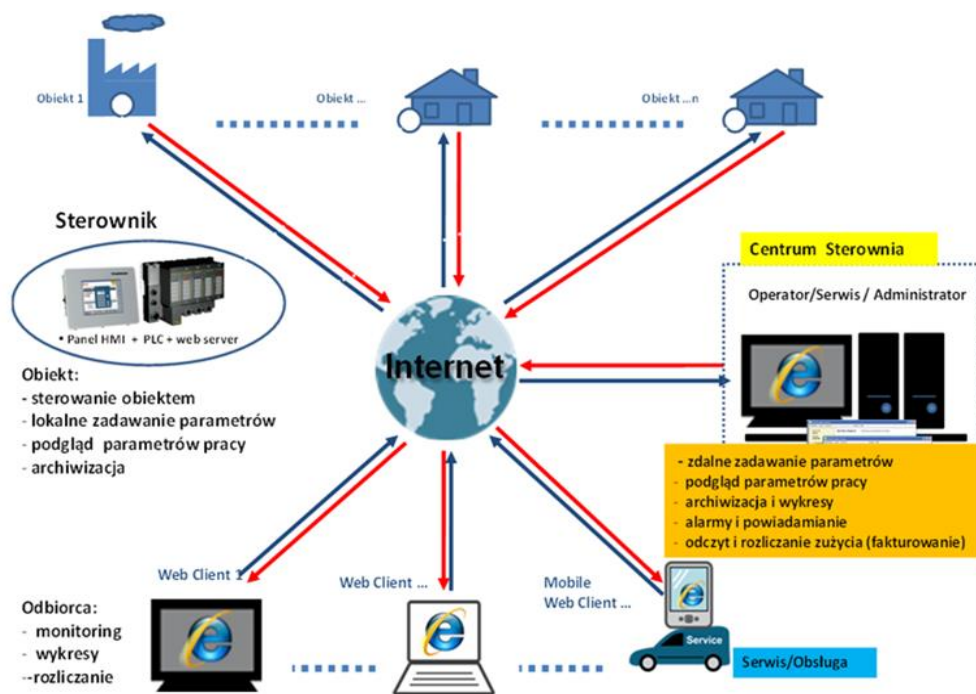 Obiekt 1
Obiekt ...
Obiekt ...n
Sterownik
• Panel HMI + PLC + web server
Obiekt:
- sterowanie obiektem
- lokalne zadawanie parametrów
- podgląd parametrów pracy
- archiwizacja
Internet
Centrum Sterownia
Operator/Serwis / Administrator
- zdalne zadawanie parametrów
- podgląd parametrów pracy
- archiwizacja i wykresy
- alarmy i powiadamianie
- odczyt i rozliczanie zużycia (fakturowanie)
Web Client 1
Web Client ...
Mobile
Web Client ...
Odbiorca:
- monitoring
- wykresy
--rozliczanie
Service
Serwis/Obsługa